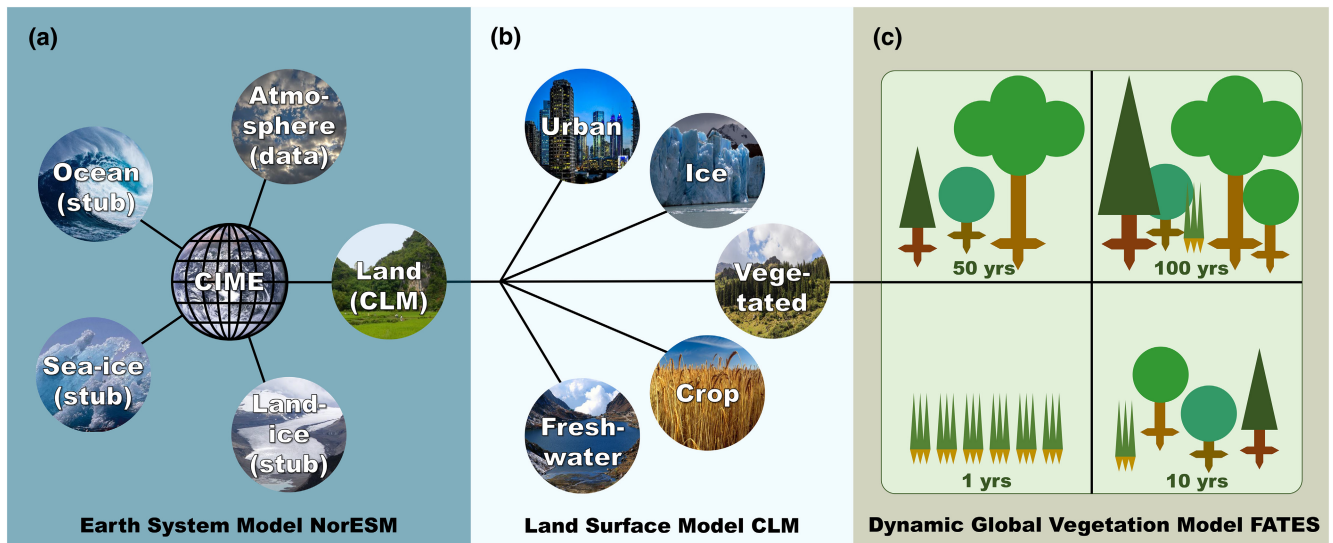 (a)
Atmo-
sphere
(data)
Ocean
(stub)
CIME
Land
(CLM)
Sea-ice
(stub)
Land-
ice
(stub)
Earth System Model NorESM
(b)
Urban
Ice
Vege-
tated
Crop
Fresh-
water
Land Surface Model CLM
(c)
50 yrs
100 yrs
1 yrs
10 yrs
Dynamic Global Vegetation Model FATES